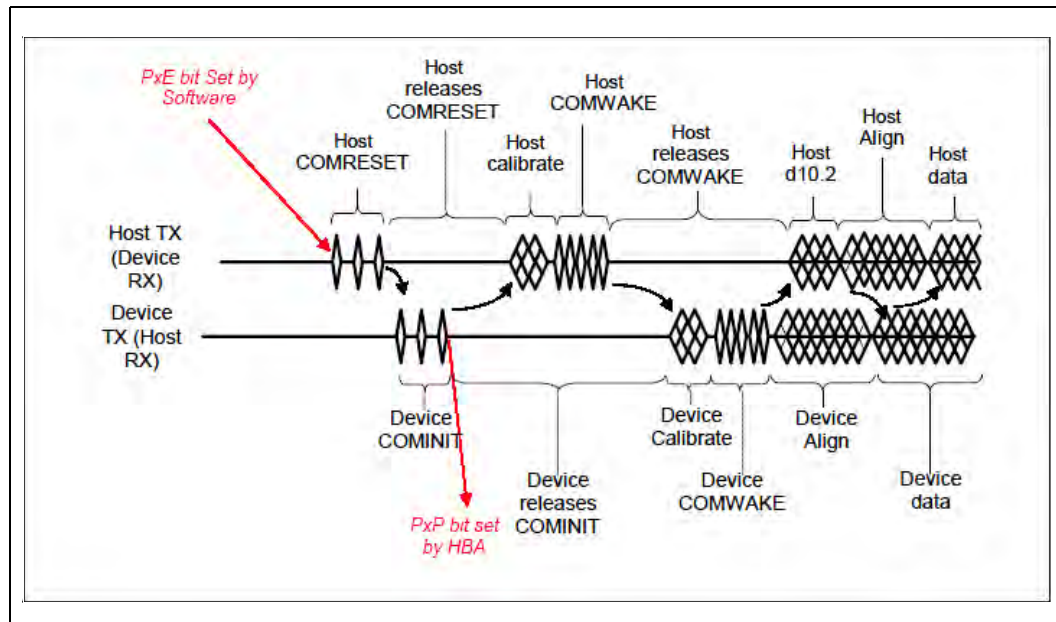 PxE bit Set by
Software
Host
COMRESET
Host
releases
COMRESET
Host
calibrate
Host
COMWAKE
Host
releases
COMWAKE
Host
d10.2
Host
Align
Host
data
Host TX
(Device
RX)
Device
TX (Host
RX)
Device
COMINIT
PxP bit set
by HBA
Device
releases
COMINIT
Device
Calibrate
Device
COMWAKE
Device
Align
Device
data